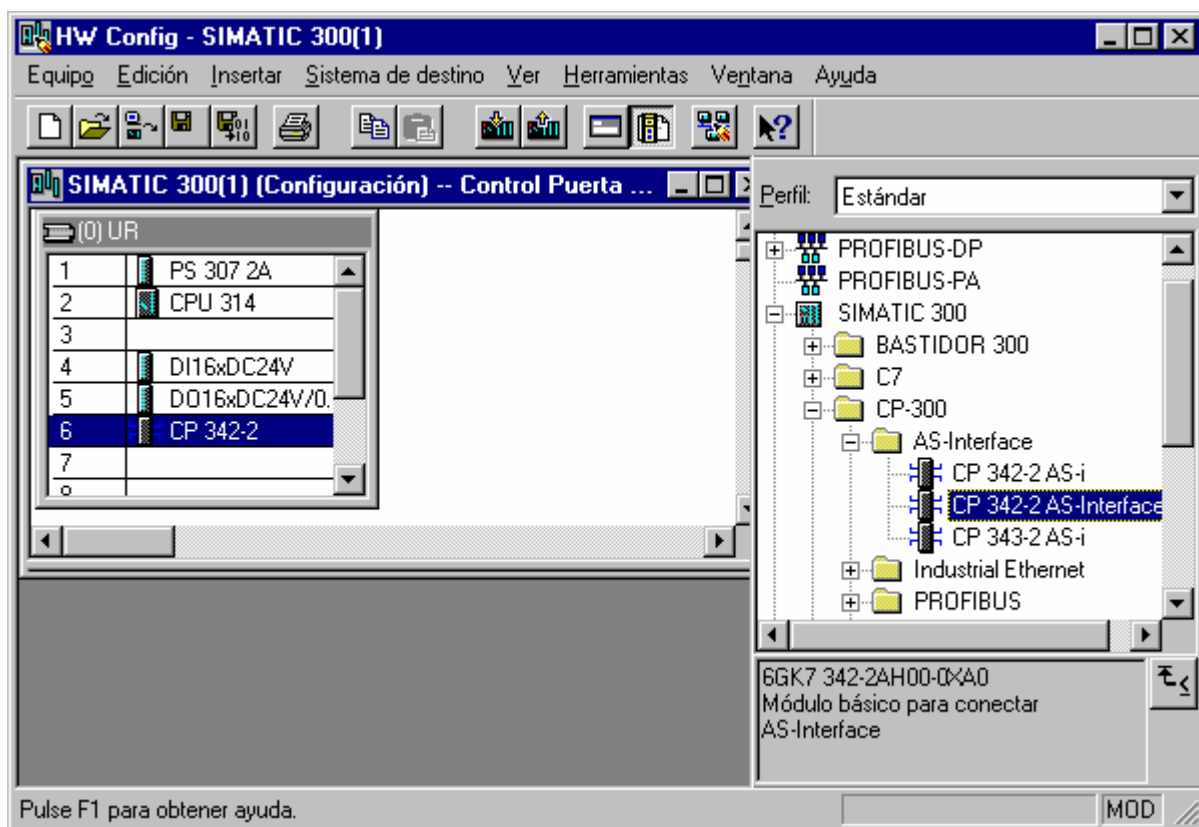 HW Config - SIMATIC 300(1)
Equipo Edición Insertar Sistema de destino Ver Herramientas Ventana Ayuda
SIMATIC 300(1) (Configuración) -- Control Puerta ...
(0) UR
1 PS 307 2A
2 CPU 314
3
4 DI16xDC24V
5 DO16xDC24V/0.
6 CP 342-2
7
Perfil: Estándar
PROFIBUS-DP
PROFIBUS-PA
SIMATIC 300
BASTIDOR 300
C7
CP-300
AS-Interface
CP 342-2 AS-i
CP 342-2 AS-Interface
CP 343-2 AS-i
Industrial Ethernet
PROFIBUS
6GK7 342-2AH00-0XA0
Módulo básico para conectar
AS-Interface
Pulse F1 para obtener ayuda.
MOD